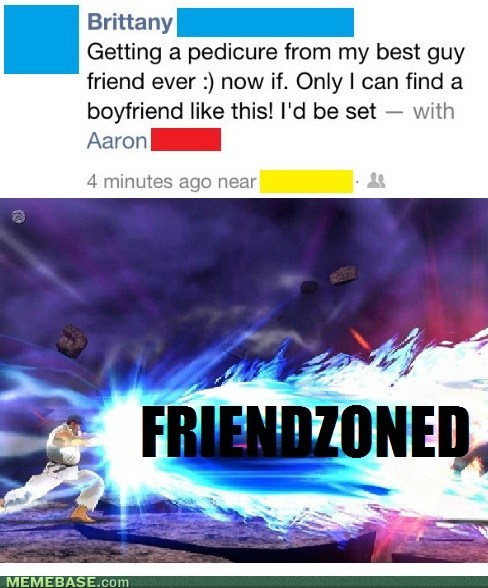 Brittany
Getting a pedicure from my best guy
friend ever :) now if. Only I can find a
boyfriend like this! I'd be set — with
Aaron
4 minutes ago near ·
FRIENDZONED
MEMEBASE.com